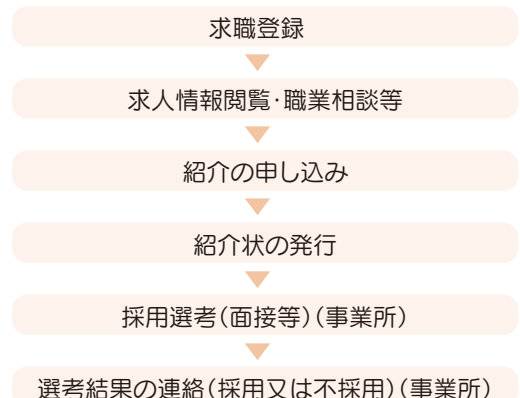 求職登録
求人情報閲覧･職業相談等
紹介の申し込み
紹介状の発行
採用選考(面接等)(事業所)
選考結果の連絡(採用又は不採用)(事業所)